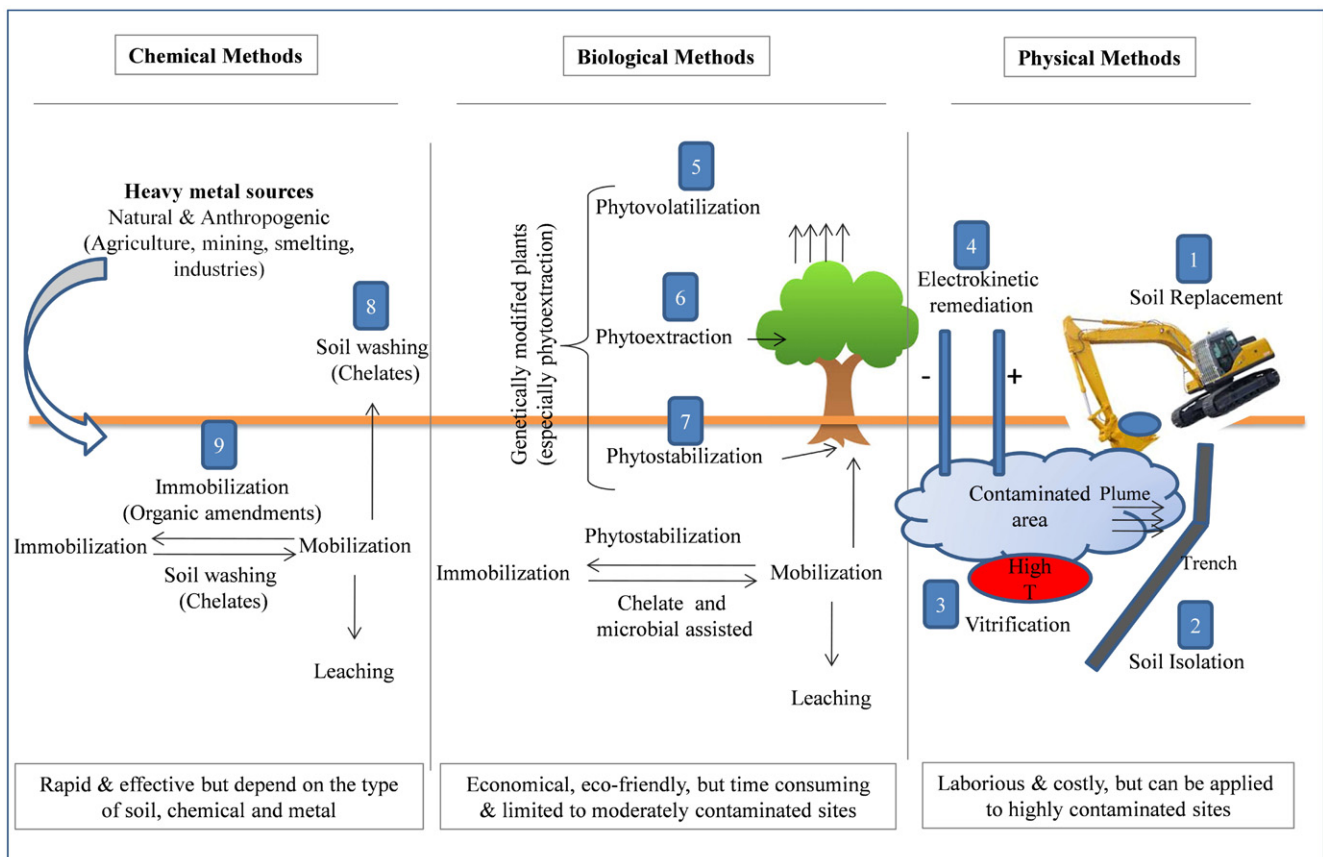 Chemical Methods
Heavy metal sources
Natural & Anthropogenic
(Agriculture, mining, smelting,
industries)
8
Soil washing
(Chelates)
9
Immobilization
(Organic amendments)
Immobilization
Mobilization
Soil washing
(Chelates)
Leaching
Rapid & effective but depend on the type
of soil, chemical and metal
Biological Methods
Genetically modified plants
(especially phytoextraction)
5
Phytovolatilization
6
Phytoextraction
7
Phytostabilization
Phytostabilization
Immobilization
Mobilization
Chelate and
microbial assisted
Leaching
Economical, eco-friendly, but time consuming
& limited to moderately contaminated sites
Physical Methods
4
Electrokinetic
remediation
- +
1
Soil Replacement
Contaminated
area
Plume
High
T
3
Vitrification
Trench
2
Soil Isolation
Laborious & costly, but can be applied
to highly contaminated sites